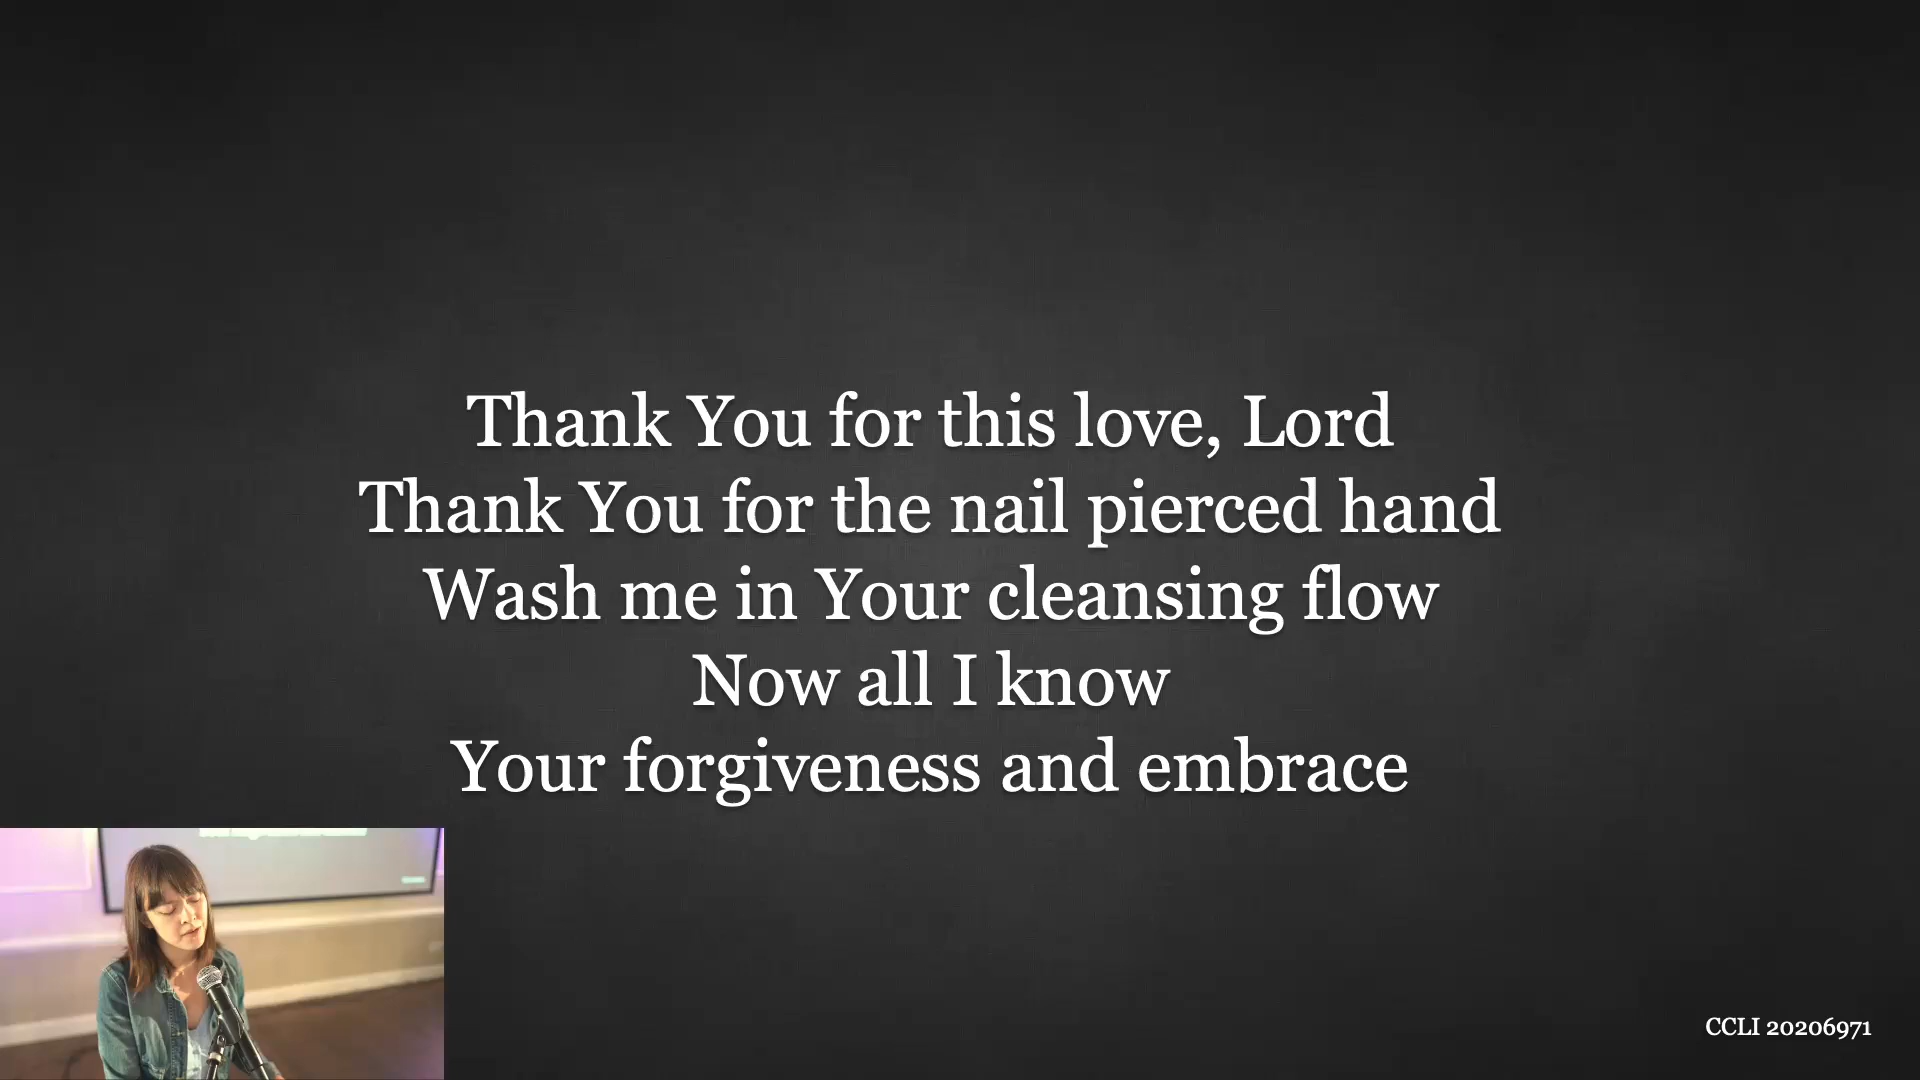 Thank You for this love, Lord
Thank You for the nail pierced hand
Wash me in Your cleansing flow
Now all I know
Your forgiveness and embrace
CCLI 20206971